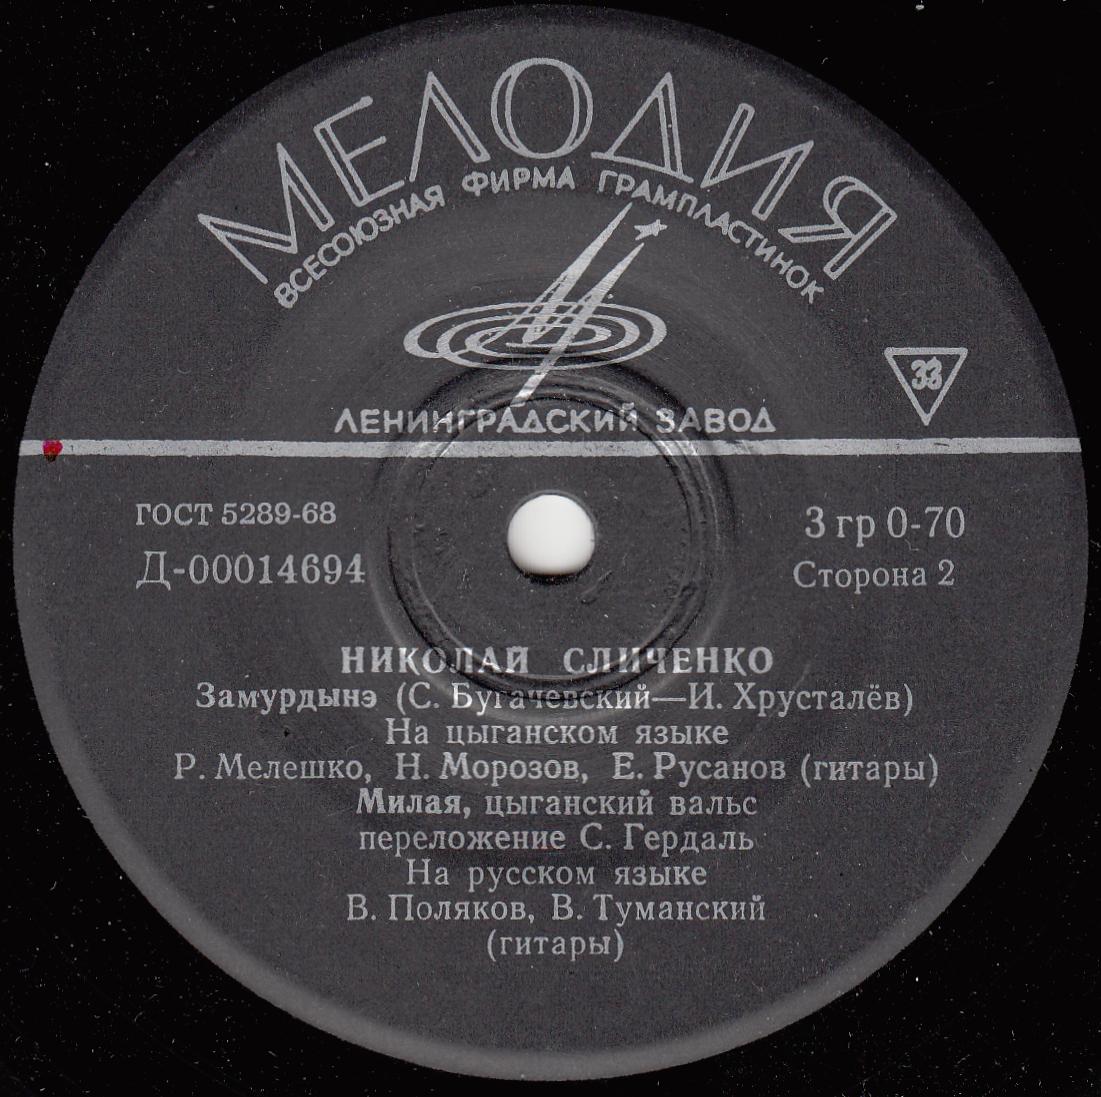 МЕЛОДИЯ
ВСЕСОЮЗНАЯ ФИРМА ГРАМПЛАСТИНОК
33
ЛЕНИНГРАДСКИЙ ЗАВОД
ГОСТ 5289-68
3 гр 0-70
Д-00014694
Сторона 2
НИКОЛАЙ СЛИЧЕНКО
Замурдынэ (С. Бугачевский—И. Хрусталёв)
На цыганском языке
Р. Мелешко, Н. Морозов, Е. Русанов (гитары)
Милая, цыганский вальс
переложение С. Гердаль
На русском языке
В. Поляков, В. Туманский
(гитары)